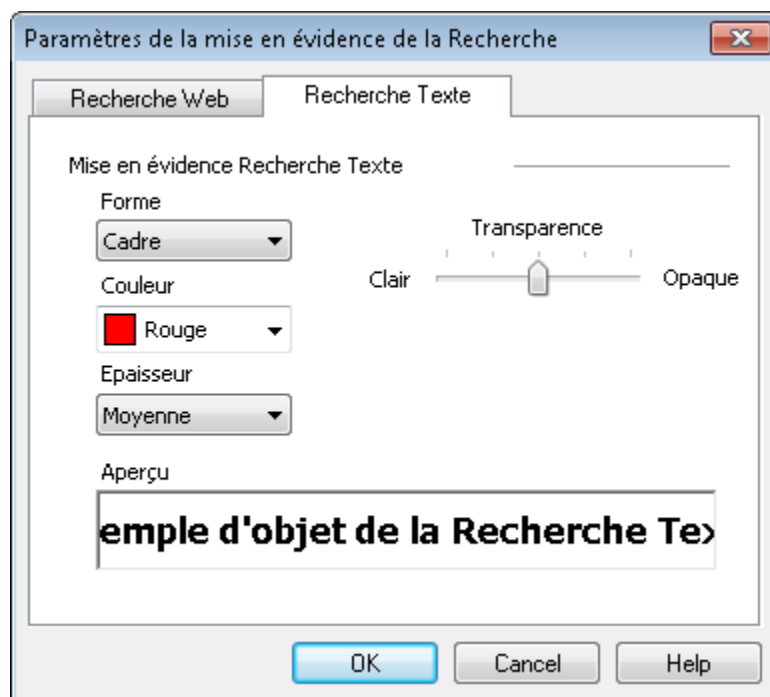 Paramètres de la mise en évidence de la Recherche
Recherche Web
Recherche Texte
Mise en évidence Recherche Texte
Forme
Cadre
Transparence
Clair
Opaque
Couleur
Rouge
Epaisseur
Moyenne
Aperçu
emple d'objet de la Recherche Tex
OK
Cancel
Help